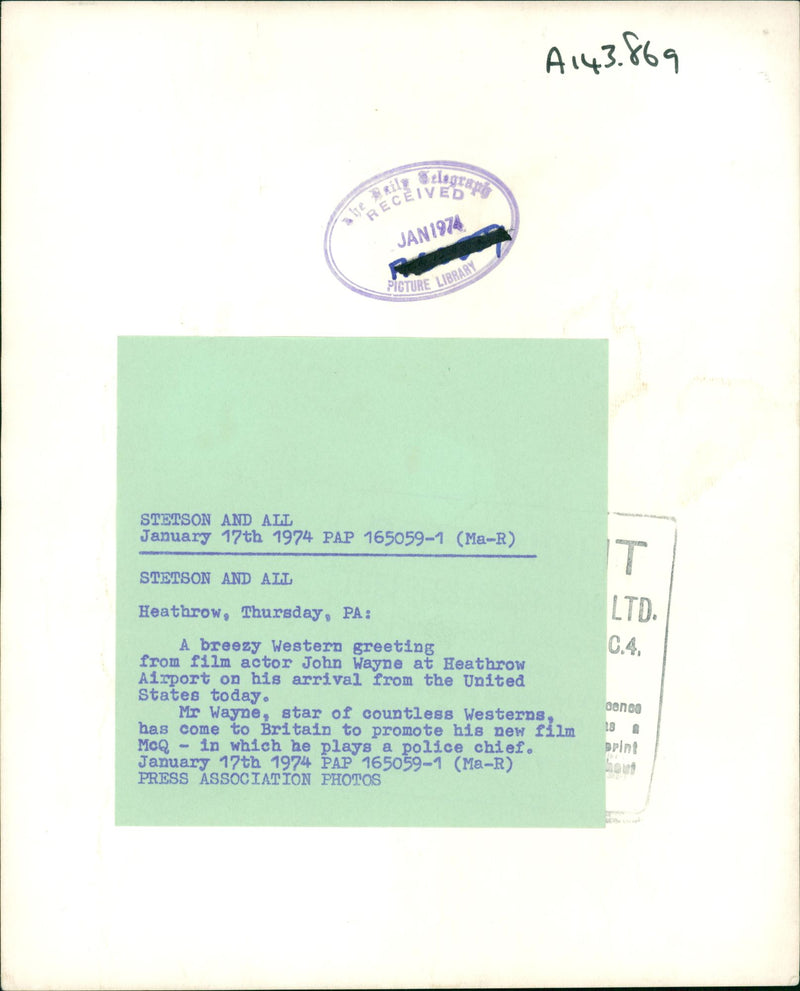 A143.869
The Daily Telegraph
RECEIVED
JAN 1974
PICTURE LIBRARY
STETSON AND ALL
January 17th 1974 PAP 165059-1 (Ma-R)
STETSON AND ALL
Heathrow, Thursday, PA:
A breezy Western greeting
from film actor John Wayne at Heathrow
Airport on his arrival from the United
States today.
Mr Wayne, star of countless Westerns,
has come to Britain to promote his new film
McQ - in which he plays a police chief.
January 17th 1974 PAP 165059-1 (Ma-R)
PRESS ASSOCIATION PHOTOS
T
LTD.
C.4,
cence
a
print